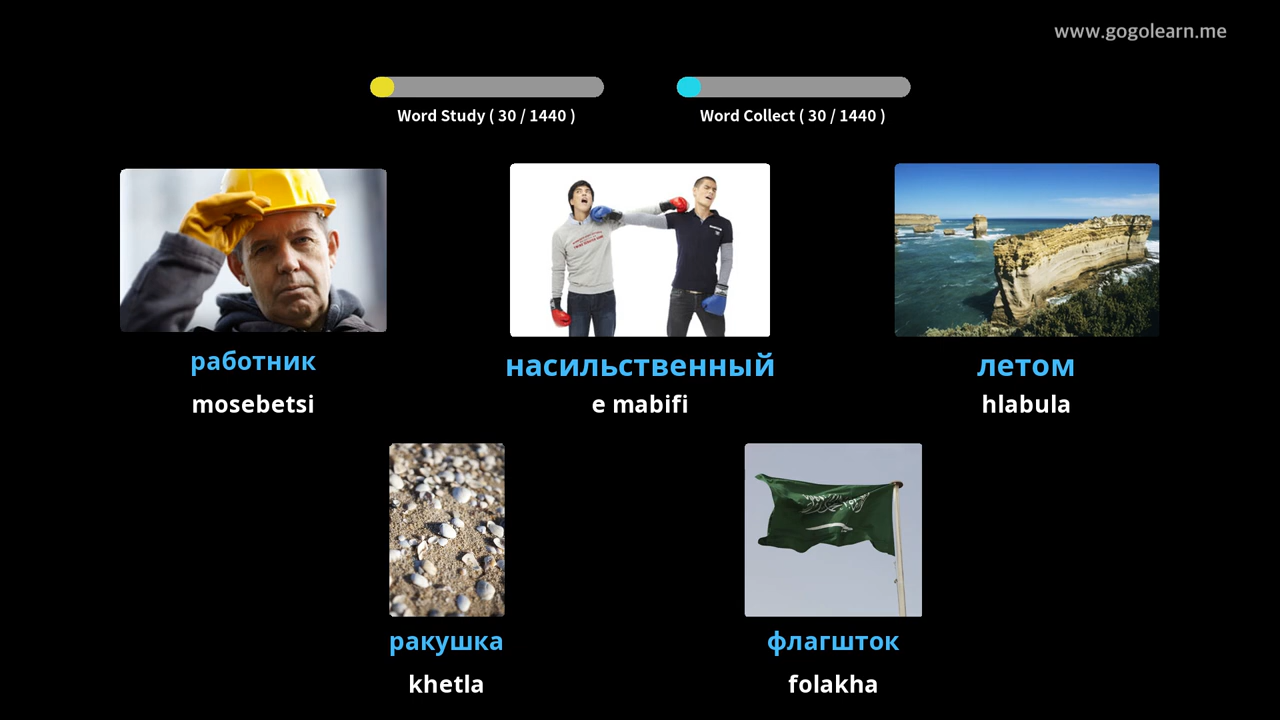 www.gogolearn.me
Word Study ( 30 / 1440 )
Word Collect ( 30 / 1440 )
работник
mosebetsi
насильственный
e mabifi
летом
hlabula
ракушка
khetla
флагшток
folakha